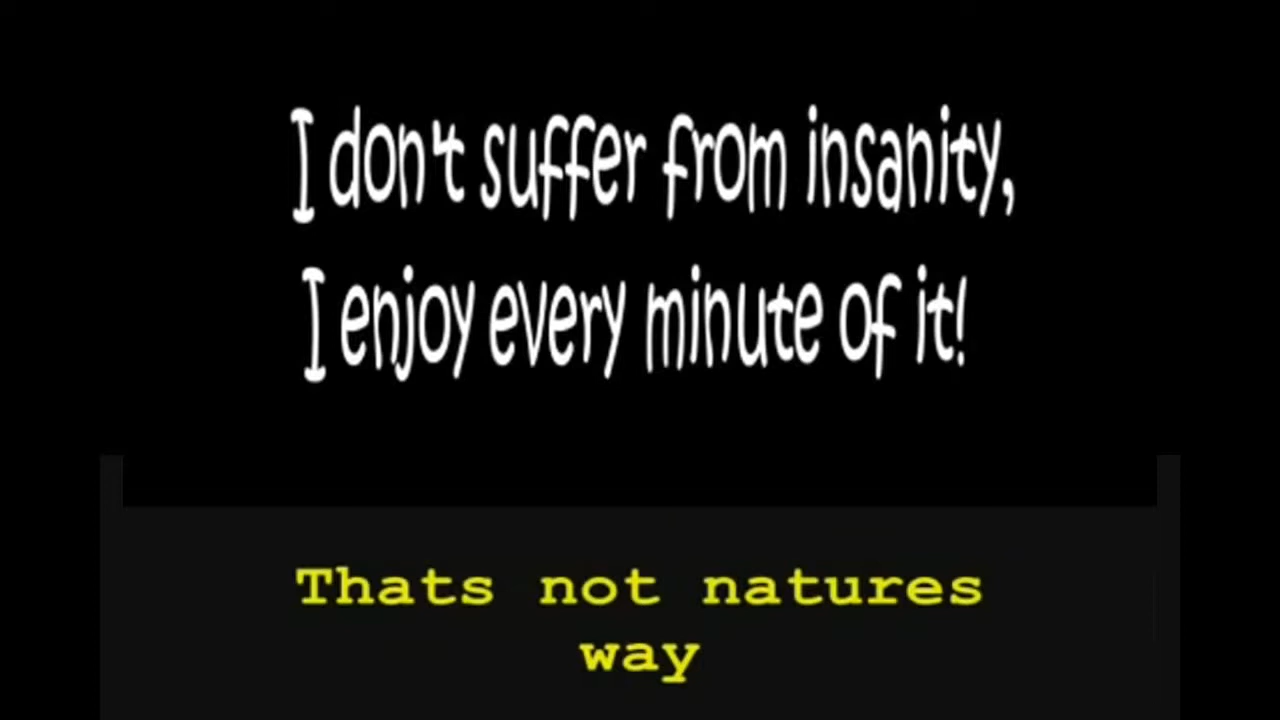 I don't suffer from insanity,
I enjoy every minute of it!
Thats not natures
way